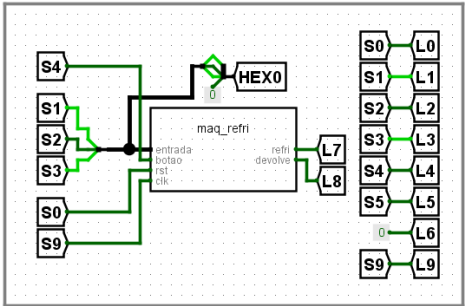 S4
S1
S2
S3
S0
S9
HEX0
0
maq_refri
entrada
botao
rst
clk
refri
devolve
L7
L8
S0 L0
S1 L1
S2 L2
S3 L3
S4 L4
S5 L5
0 L6
S9 L9